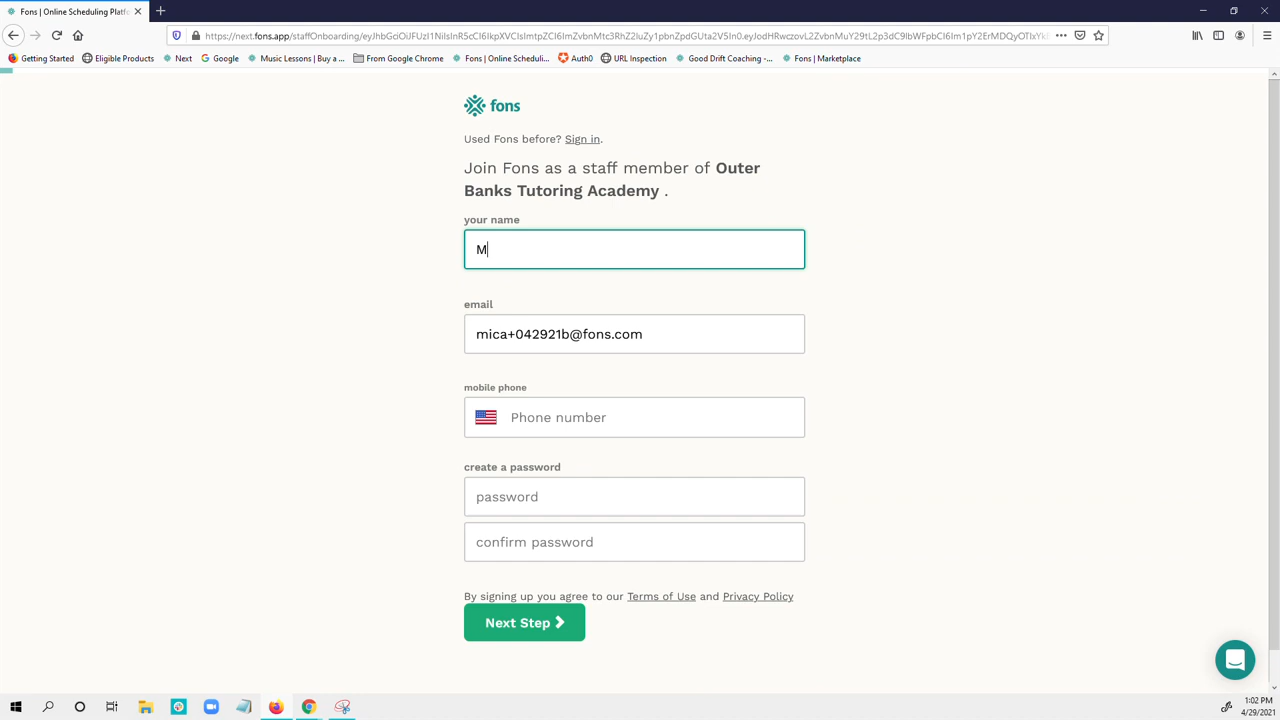 Fons | Online Scheduling Platfo
Getting Started
Eligible Products
Next
Google
Music Lessons | Buy a ...
From Google Chrome
Fons | Online Scheduli...
Auth0
URL Inspection
Good Drift Coaching -...
Fons | Marketplace
fons
Used Fons before? Sign in.
Join Fons as a staff member of Outer
Banks Tutoring Academy .
your name
M
email
mica+042921b@fons.com
mobile phone
Phone number
create a password
password
confirm password
By signing up you agree to our Terms of Use and Privacy Policy
Next Step
1:02 PM
4/29/2021